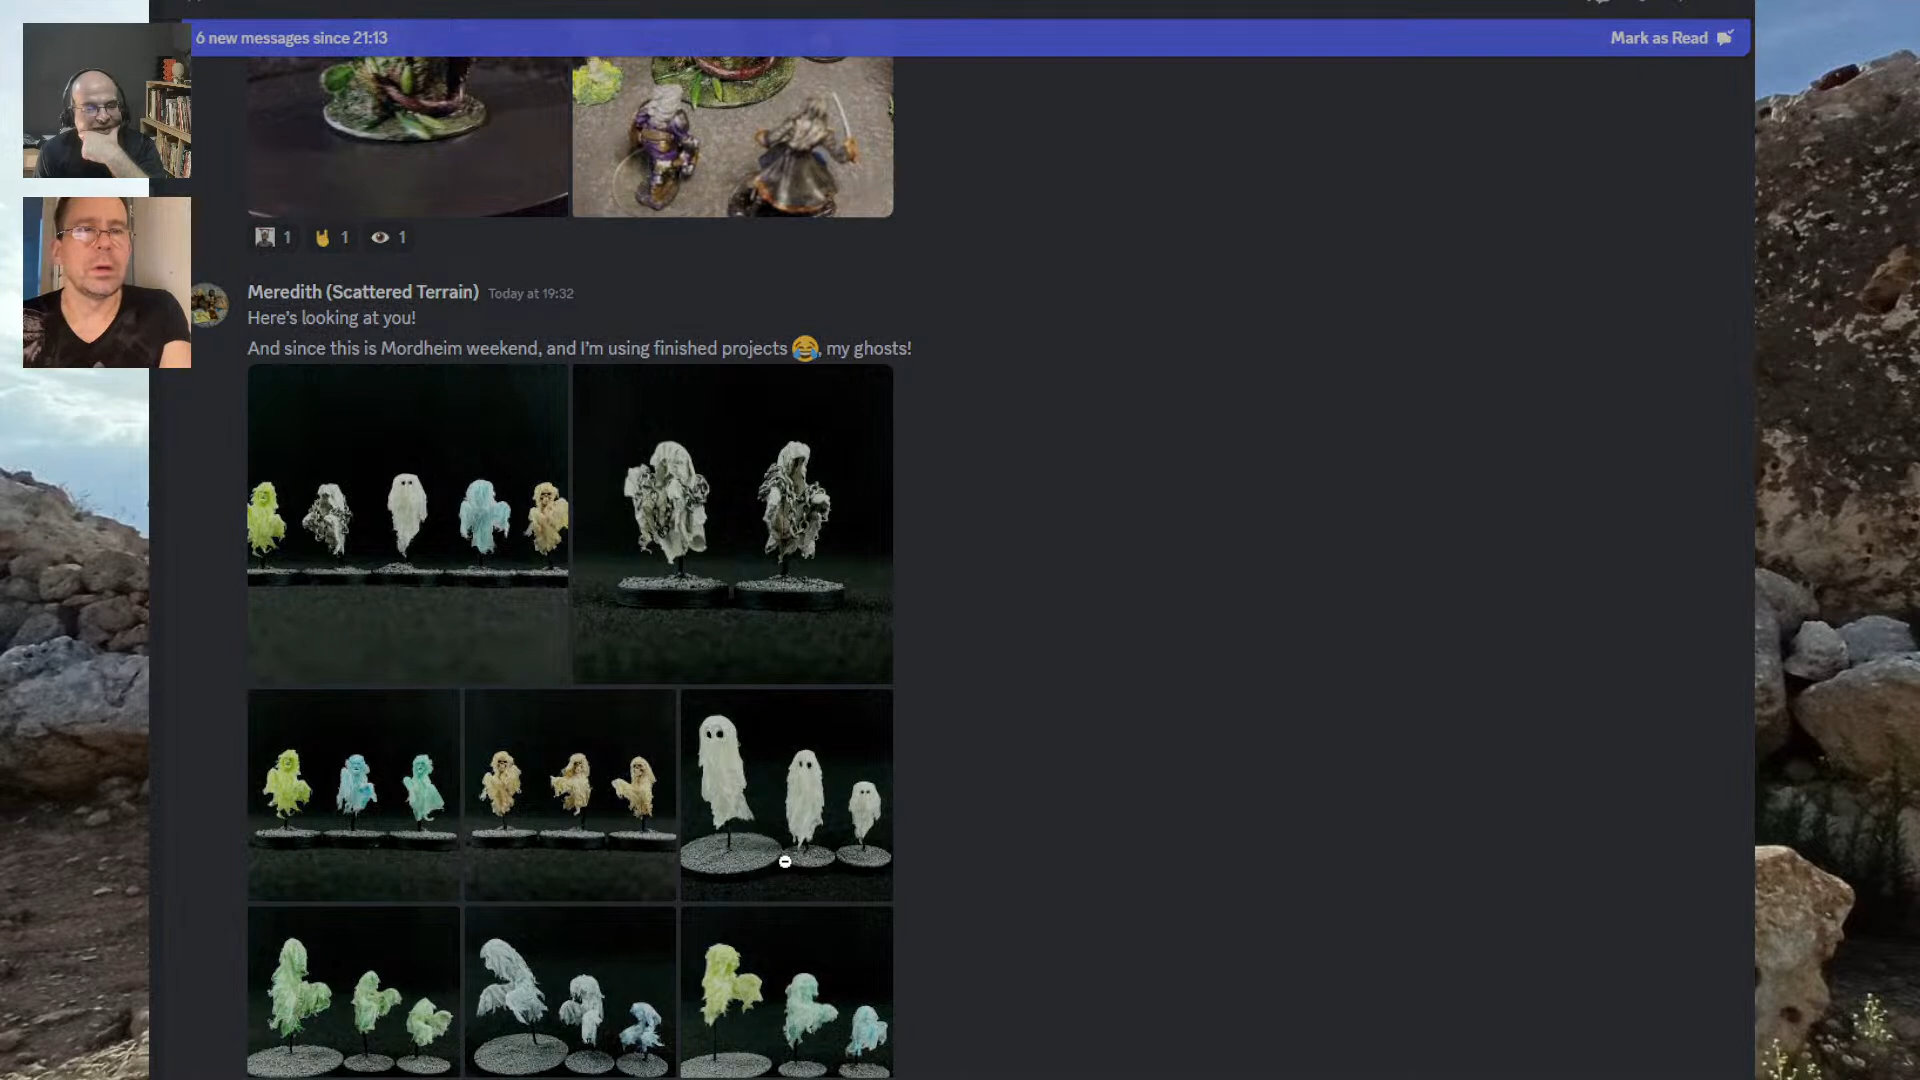 6 new messages since 21:13
Mark as Read
1
1
1
Meredith (Scattered Terrain) Today at 19:32
Here's looking at you!
And since this is Mordheim weekend, and I'm using finished projects 😂, my ghosts!